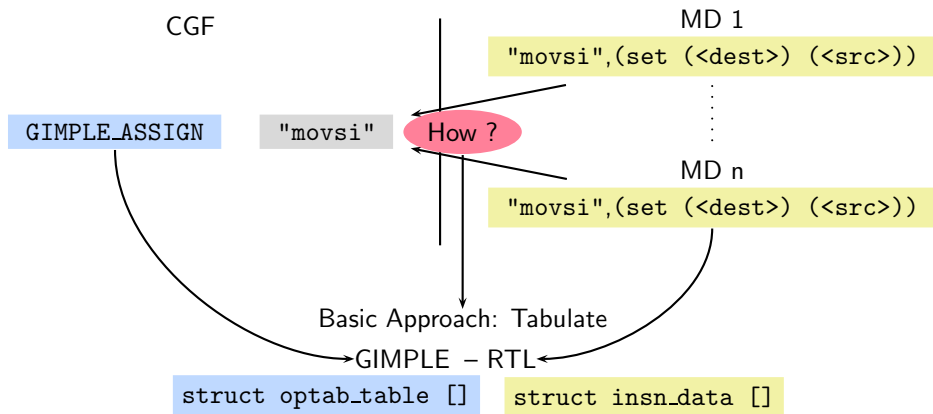 CGF
MD 1
"movsi",(set (<dest>) (<src>))
GIMPLE_ASSIGN
"movsi"
How ?
MD n
"movsi",(set (<dest>) (<src>))
Basic Approach: Tabulate
GIMPLE – RTL
struct optab_table []
struct insn_data []